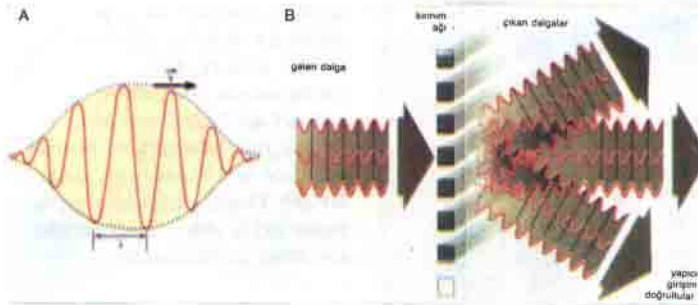 A
B
gelen dalga
kırınım
ağı
çıkan dalgalar
λ
yapıcı
girişim
doğrultuları